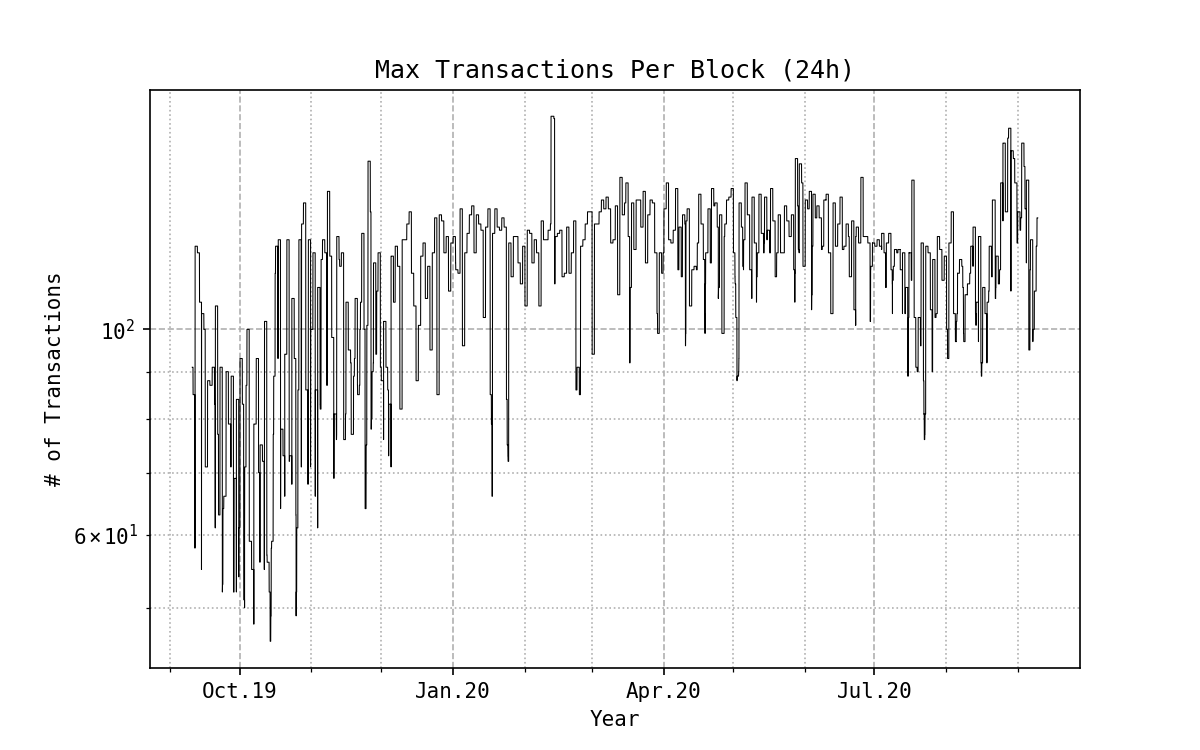 Max Transactions Per Block (24h)
# of Transactions
10²
6×10¹
Oct.19 Jan.20 Apr.20 Jul.20
Year